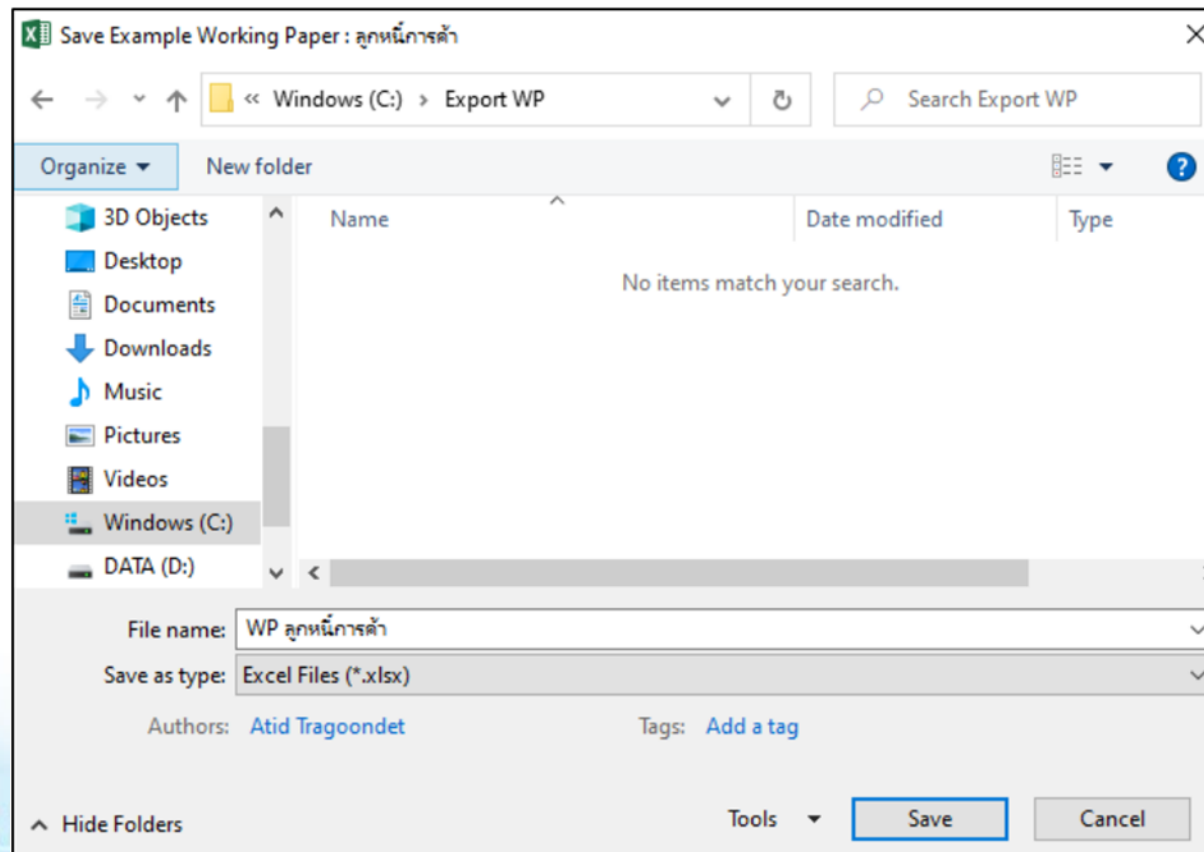 Save Example Working Paper : ลูกหนี้การค้า
« Windows (C:) › Export WP
Search Export WP
Organize
New folder
3D Objects
Desktop
Documents
Downloads
Music
Pictures
Videos
Windows (C:)
DATA (D:)
Name
Date modified
Type
No items match your search.
File name: WP ลูกหนี้การค้า
Save as type: Excel Files (*.xlsx)
Authors: Atid Tragoondet
Tags: Add a tag
Hide Folders
Tools
Save
Cancel